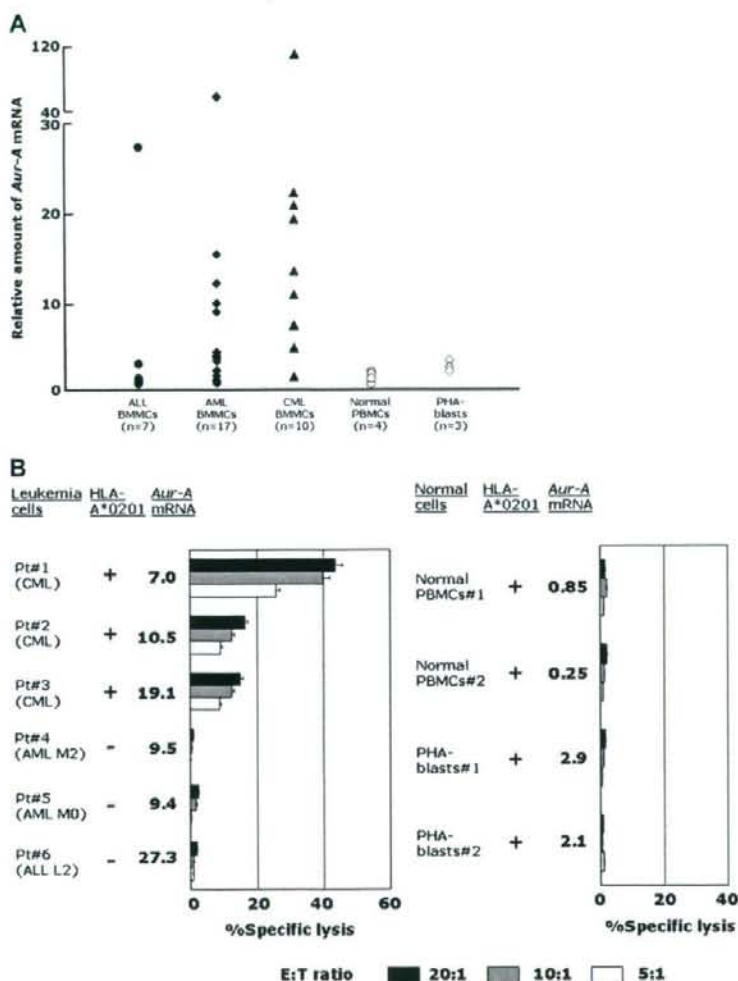 A
Relative amount of Aur-A mRNA
120
40
30
20
10
0
ALL BMMCs (n=7)
AML BMMCs (n=17)
CML BMMCs (n=10)
Normal PBMCs (n=4)
PHA-blasts (n=3)
B
Leukemia cells HLA-A*0201 Aur-A mRNA
Pt#1 (CML) + 7.0
Pt#2 (CML) + 10.5
Pt#3 (CML) + 19.1
Pt#4 (AML M2) - 9.5
Pt#5 (AML M0) - 9.4
Pt#6 (ALL L2) - 27.3
0 20 40 60
%Specific lysis
Normal cells HLA-A*0201 Aur-A mRNA
Normal PBMCs#1 + 0.85
Normal PBMCs#2 + 0.25
PHA-blasts#1 + 2.9
PHA-blasts#2 + 2.1
0 20 40
%Specific lysis
E:T ratio 20:1 10:1 5:1